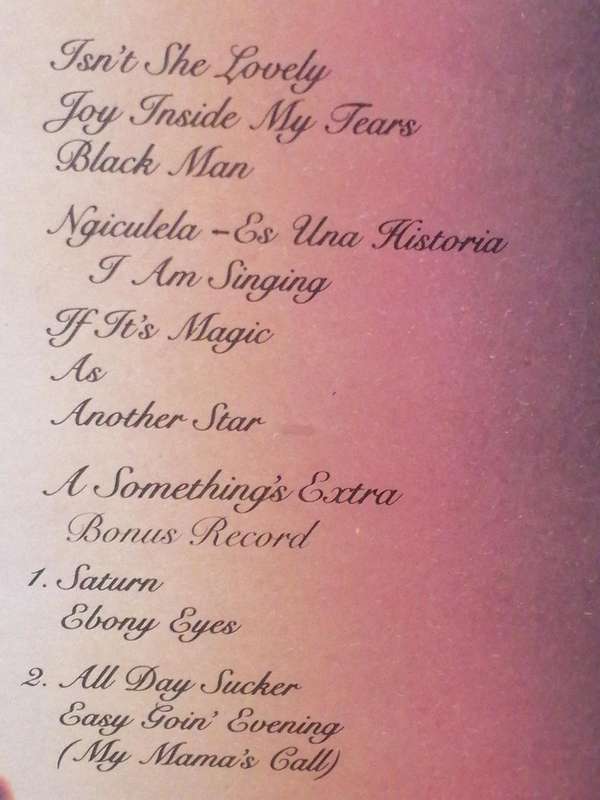 Isn't She Lovely
Joy Inside My Tears
Black Man
Ngiculela – Es Una Historia
I Am Singing
If It's Magic
As
Another Star
A Something's Extra
Bonus Record
1. Saturn
Ebony Eyes
2. All Day Sucker
Easy Goin' Evening
(My Mama's Call)